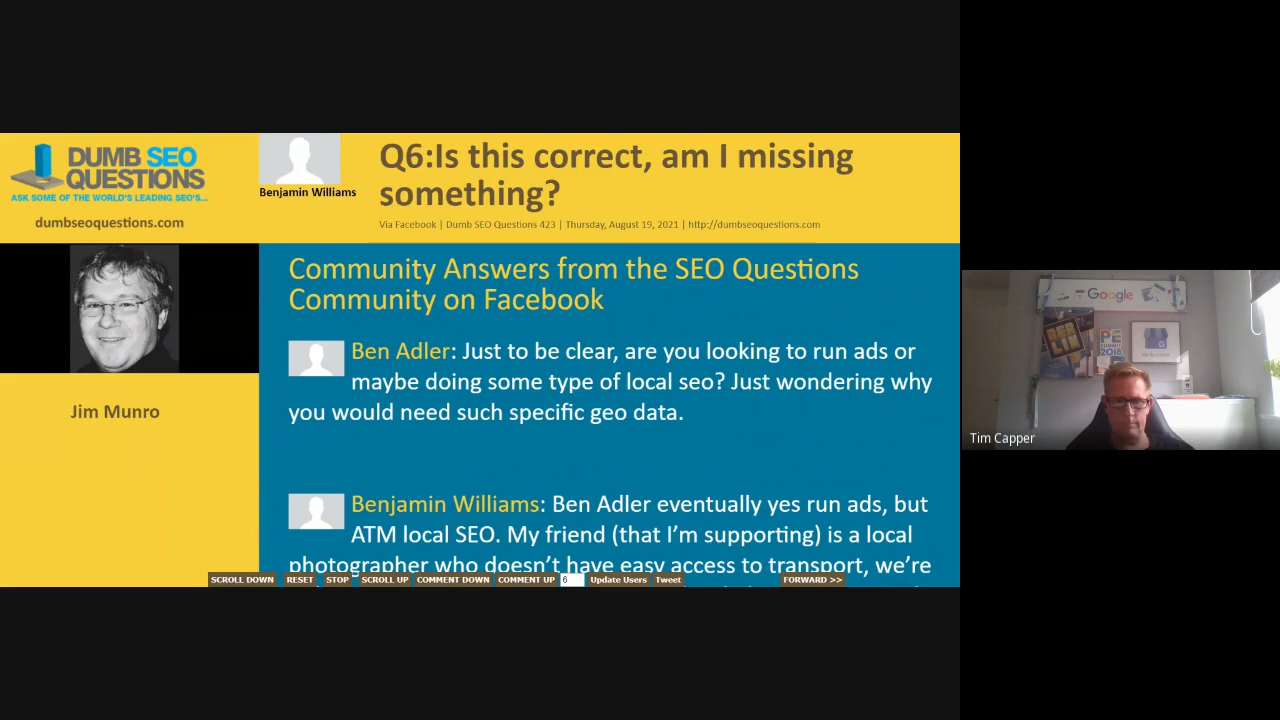 DUMB SEO
QUESTIONS
ASK SOME OF THE WORLD'S LEADING SEO'S...
dumbseoquestions.com
Benjamin Williams
Q6:Is this correct, am I missing
something?
Via Facebook | Dumb SEO Questions 423 | Thursday, August 19, 2021 | http://dumbseoquestions.com
Jim Munro
Community Answers from the SEO Questions
Community on Facebook
Ben Adler: Just to be clear, are you looking to run ads or
maybe doing some type of local seo? Just wondering why
you would need such specific geo data.
Benjamin Williams: Ben Adler eventually yes run ads, but
ATM local SEO. My friend (that I'm supporting) is a local
photographer who doesn't have easy access to transport, we're
SCROLL DOWN RESET STOP SCROLL UP COMMENT DOWN COMMENT UP 6 Update Users Tweet FORWARD >>
Google
PE
SUMMIT
2018
Tim Capper